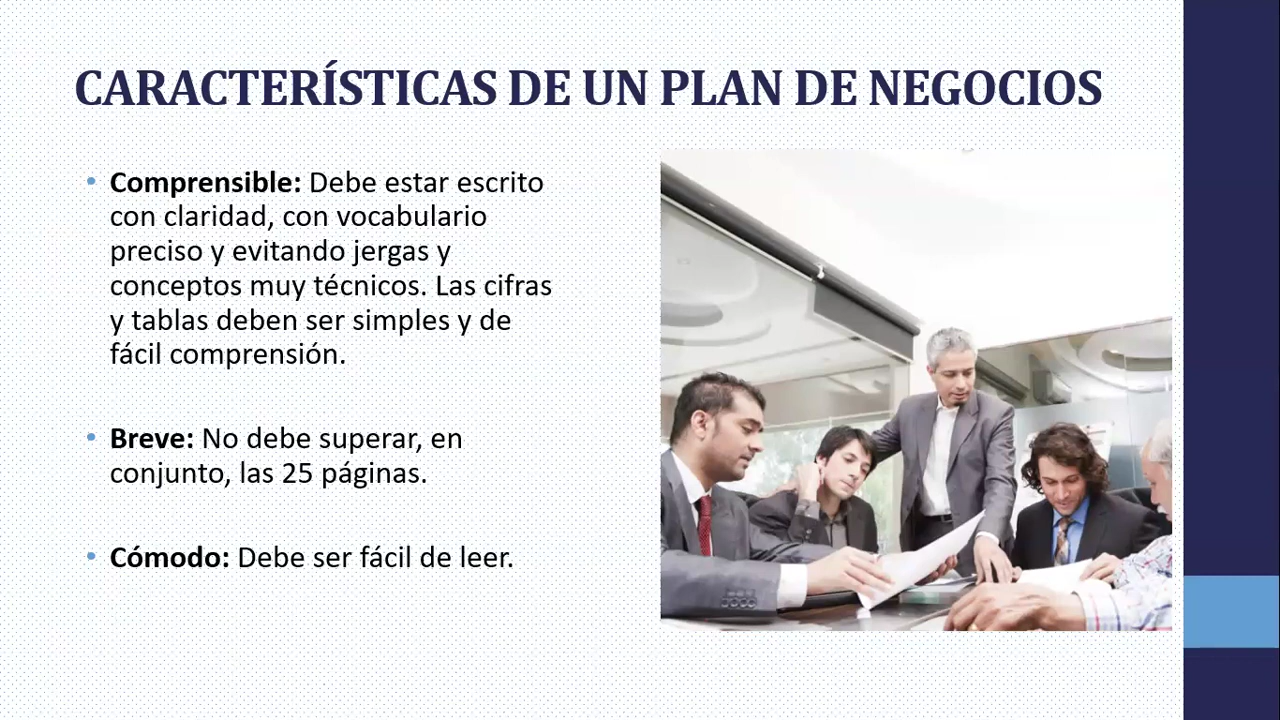 CARACTERÍSTICAS DE UN PLAN DE NEGOCIOS
• Comprensible: Debe estar escrito
con claridad, con vocabulario
preciso y evitando jergas y
conceptos muy técnicos. Las cifras
y tablas deben ser simples y de
fácil comprensión.
• Breve: No debe superar, en
conjunto, las 25 páginas.
• Cómodo: Debe ser fácil de leer.